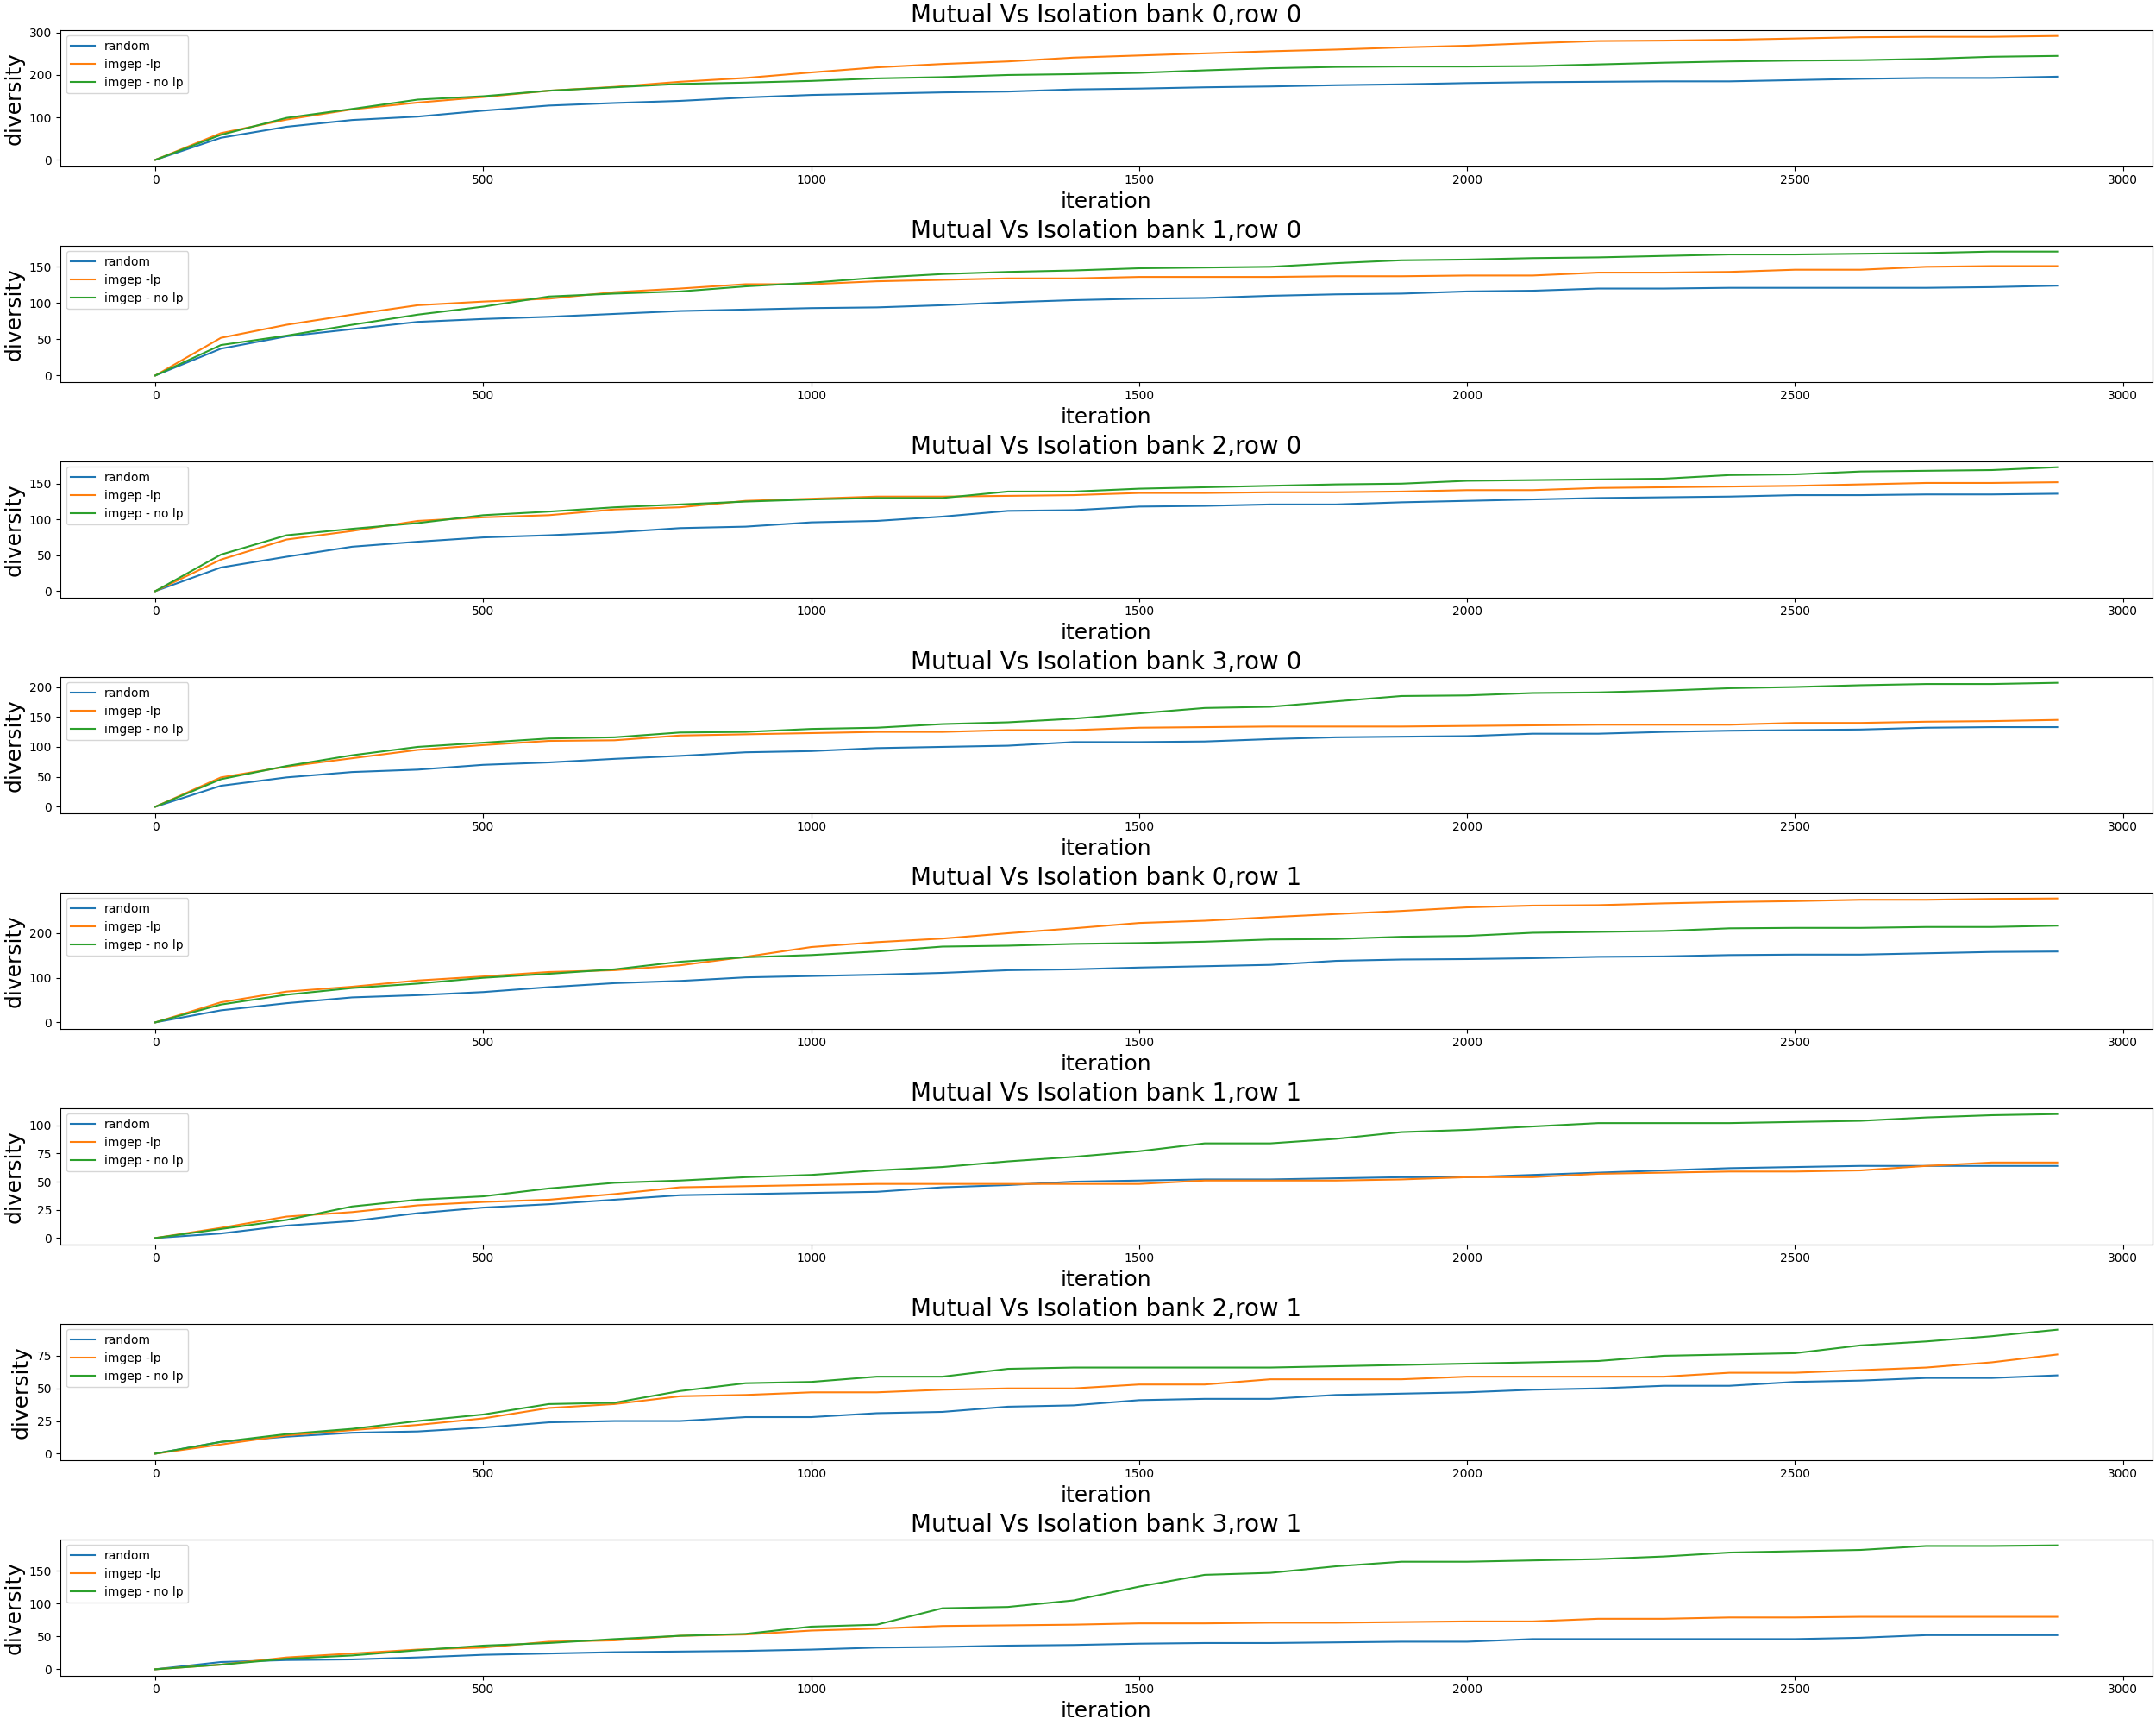 Mutual Vs Isolation bank 0,row 0
diversity
300
200
100
0
random
imgep -lp
imgep - no lp
0 500 1000 1500 2000 2500 3000
iteration
Mutual Vs Isolation bank 1,row 0
diversity
150
100
50
0
random
imgep -lp
imgep - no lp
0 500 1000 1500 2000 2500 3000
iteration
Mutual Vs Isolation bank 2,row 0
diversity
150
100
50
0
random
imgep -lp
imgep - no lp
0 500 1000 1500 2000 2500 3000
iteration
Mutual Vs Isolation bank 3,row 0
diversity
200
150
100
50
0
random
imgep -lp
imgep - no lp
0 500 1000 1500 2000 2500 3000
iteration
Mutual Vs Isolation bank 0,row 1
diversity
200
100
0
random
imgep -lp
imgep - no lp
0 500 1000 1500 2000 2500 3000
iteration
Mutual Vs Isolation bank 1,row 1
diversity
100
75
50
25
0
random
imgep -lp
imgep - no lp
0 500 1000 1500 2000 2500 3000
iteration
Mutual Vs Isolation bank 2,row 1
diversity
75
50
25
0
random
imgep -lp
imgep - no lp
0 500 1000 1500 2000 2500 3000
iteration
Mutual Vs Isolation bank 3,row 1
diversity
150
100
50
0
random
imgep -lp
imgep - no lp
0 500 1000 1500 2000 2500 3000
iteration